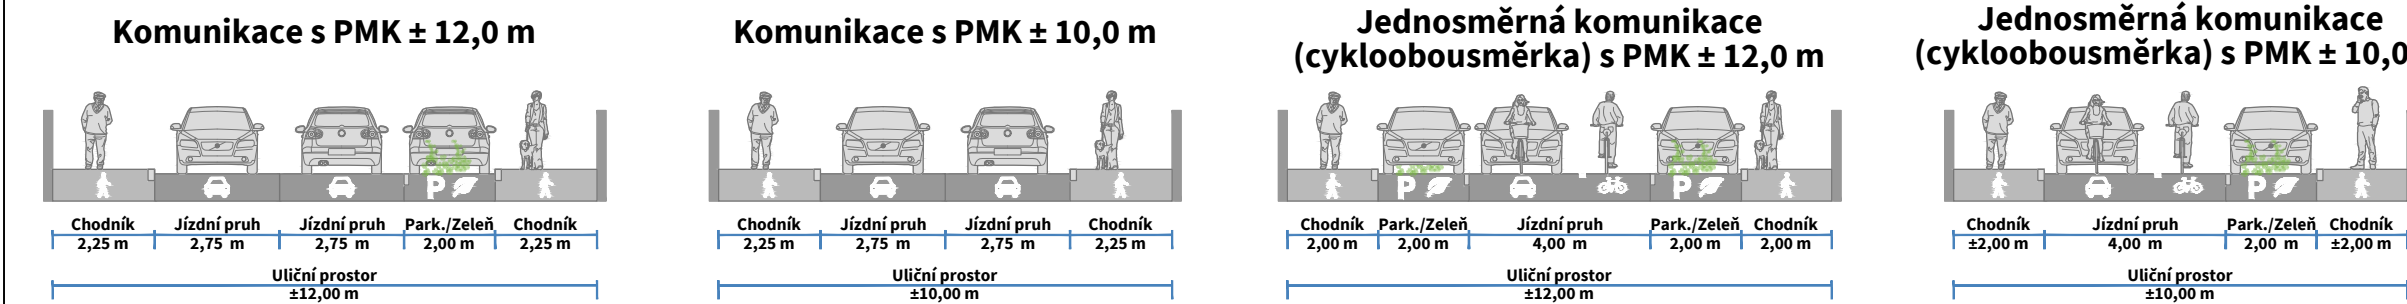 Komunikace s PMK ± 12,0 m
Chodník Jízdní pruh Jízdní pruh Park./Zeleň Chodník
2,25 m 2,75 m 2,75 m 2,00 m 2,25 m
Uliční prostor
±12,00 m
P
Komunikace s PMK ± 10,0 m
Chodník Jízdní pruh Jízdní pruh Chodník
2,25 m 2,75 m 2,75 m 2,25 m
Uliční prostor
±10,00 m
Jednosměrná komunikace
(cykloobousměrka) s PMK ± 12,0 m
P P
Chodník Park./Zeleň Jízdní pruh Park./Zeleň Chodník
2,00 m 2,00 m 4,00 m 2,00 m 2,00 m
Uliční prostor
±12,00 m
Jednosměrná komunikace
(cykloobousměrka) s PMK ± 10,0
P
Chodník Jízdní pruh Park./Zeleň Chodník
±2,00 m 4,00 m 2,00 m ±2,00 m
Uliční prostor
±10,00 m